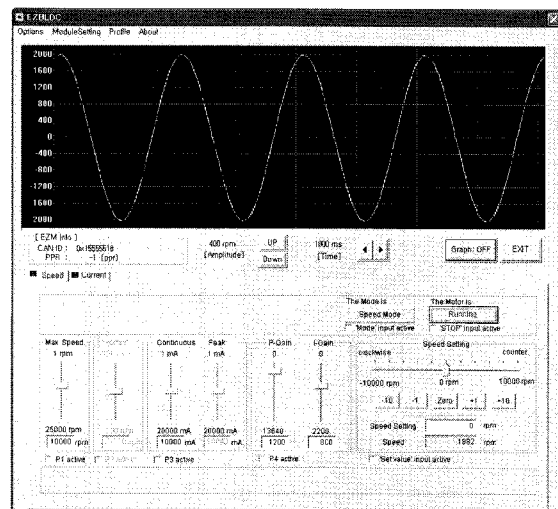 EZBLDC
Options ModuleSetting Profile About
2000
1600
1200
800
400
0
-400
-800
-1200
-1600
2000
[ EZM Info ]
CAN ID : 0x15555518
PPR : -1 [ppr]
400 rpm
[Amplitude]
UP
Down
1000 ms
[Time]
Graph: OFF
EXIT
Speed Current
The Mode is
Speed Mode
'Mode' input active
The Motor is
Running
'STOP' input active
Max Speed
1 rpm
25000 rpm
10000 rpm
P1 active
Continuous Peak
1 mA 1 mA
20000 mA 20000 mA
10000 mA
P3 active
P-Gain I-Gain
0 0
13640 2208
1200 800
P4 active
Speed Setting
clockwise counter
-10000 rpm 0 rpm 10000 rpm
-10 -1 Zero +1 +10
Speed Setting 0 rpm
Speed 1982 rpm
'Set value' input active